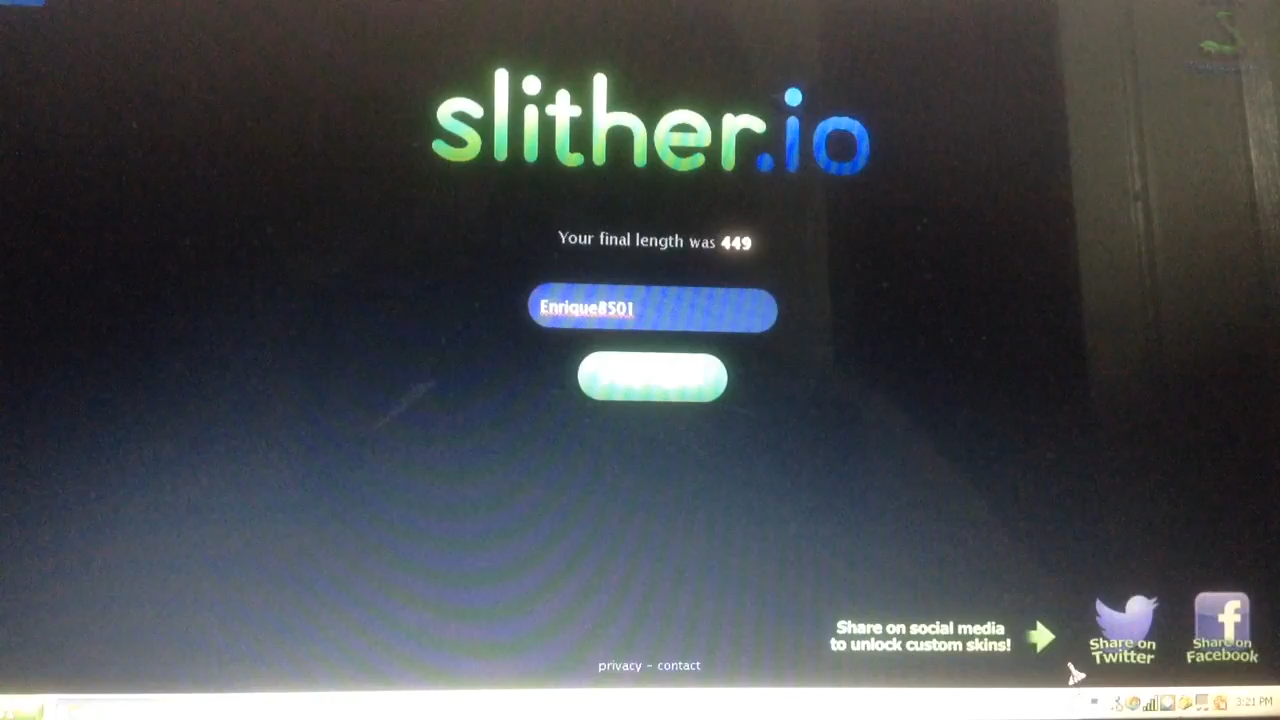 slither.io
Your final length was 449
Enrique8501
Share on social media
to unlock custom skins!
Share on
Twitter
Share on
Facebook
privacy - contact
3:21 PM